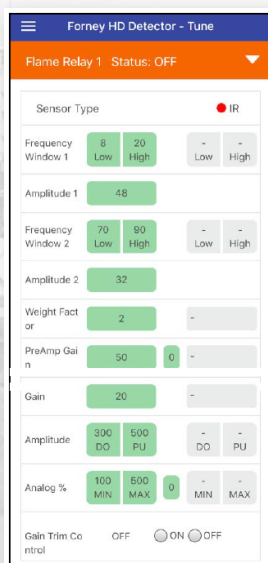 Forney HD Detector - Tune
Flame Relay 1 Status: OFF
Sensor Type IR
Frequency Window 1 8 Low 20 High - Low - High
Amplitude 1 48
Frequency Window 2 70 Low 90 High - Low - High
Amplitude 2 32
Weight Fact
or 2 -
PreAmp Gai
n 50 0 -
Gain 20 -
Amplitude 300 DO 500 PU - DO - PU
Analog % 100 MIN 500 MAX 0 - MIN - MAX
Gain Trim Co
ntrol OFF ON OFF